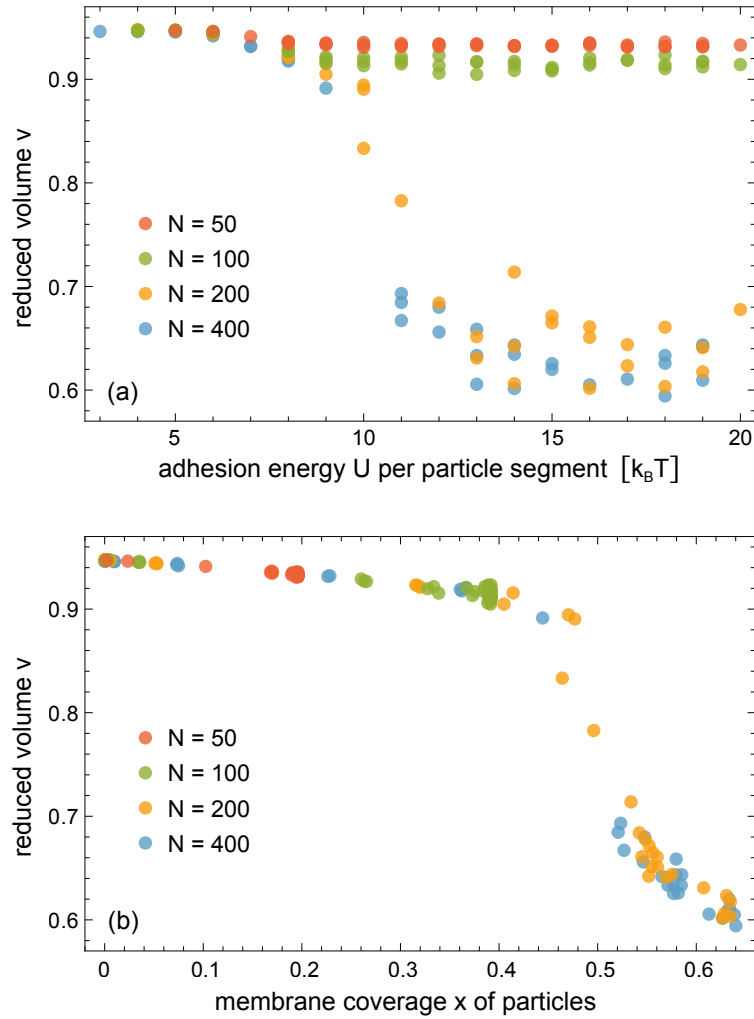 0.9
0.8
0.7
0.6
reduced volume v
N = 50
N = 100
N = 200
N = 400
(a)
5 10 15 20
adhesion energy U per particle segment [kBT]
0.9
0.8
0.7
0.6
reduced volume v
N = 50
N = 100
N = 200
N = 400
(b)
0 0.1 0.2 0.3 0.4 0.5 0.6
membrane coverage x of particles